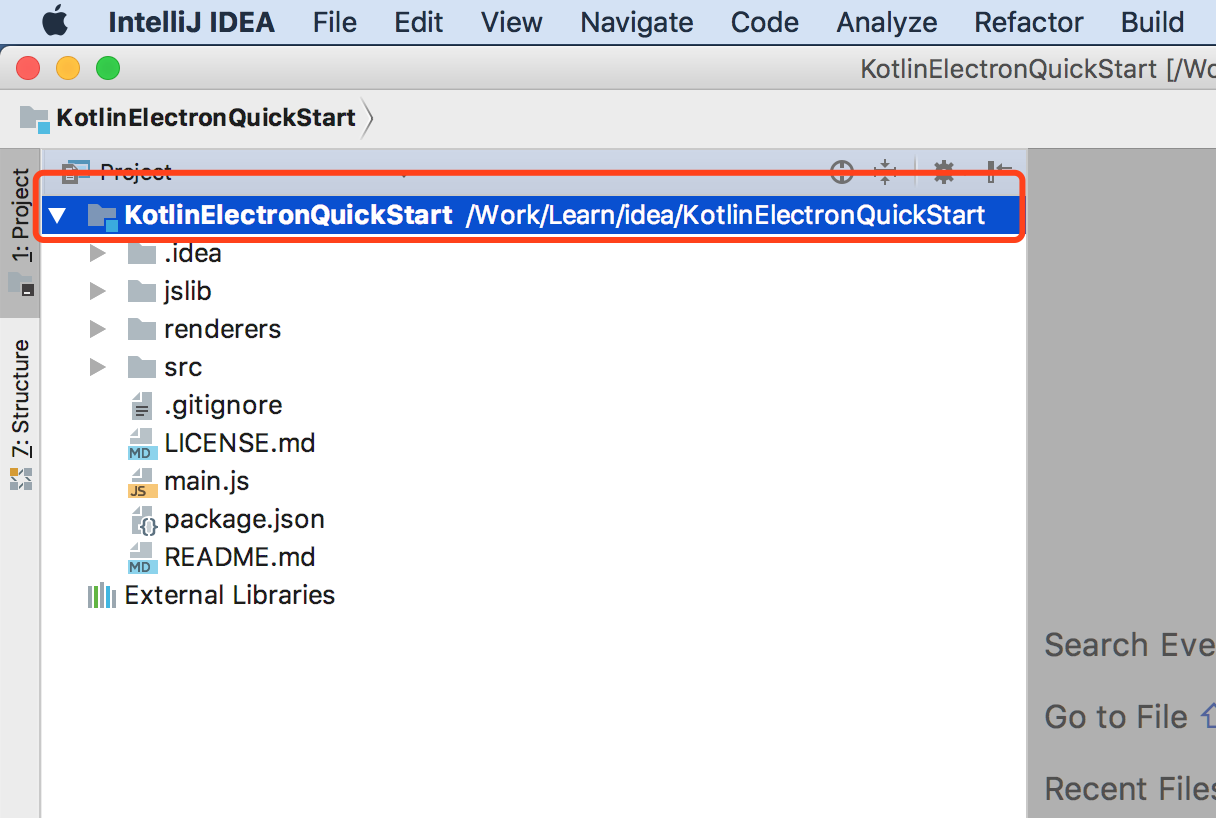 IntelliJ IDEA File Edit View Navigate Code Analyze Refactor Build
KotlinElectronQuickStart [/Wo
KotlinElectronQuickStart
Project
1: Project
KotlinElectronQuickStart /Work/Learn/idea/KotlinElectronQuickStart
.idea
jslib
renderers
src
7: Structure
.gitignore
MD LICENSE.md
JS main.js
{} package.json
MD README.md
External Libraries
Search Eve
Go to File ⇧
Recent Files